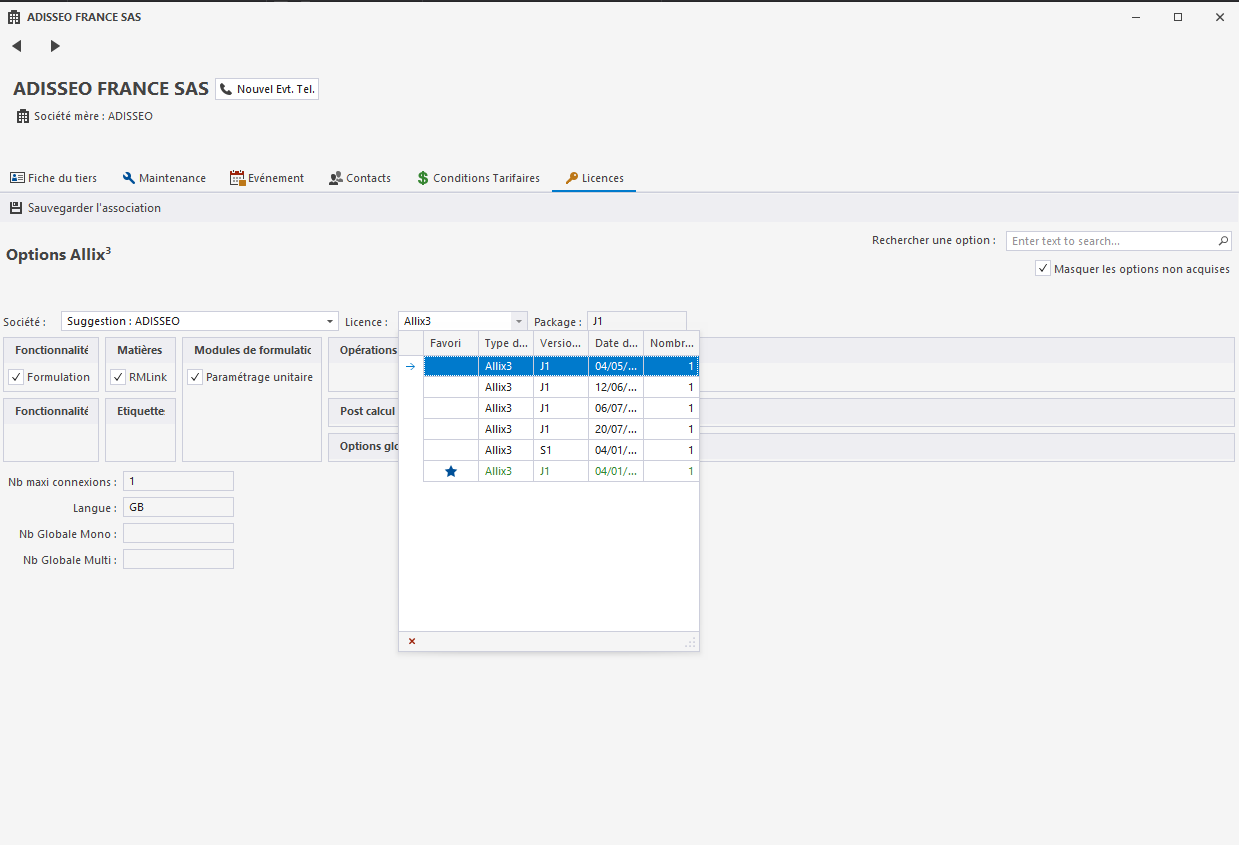 ADISSEO FRANCE SAS
ADISSEO FRANCE SAS Nouvel Evt. Tel.
Société mère : ADISSEO
Fiche du tiers Maintenance Evénement Contacts Conditions Tarifaires Licences
Sauvegarder l'association
Rechercher une option : Enter text to search...
Options Allix³
Masquer les options non acquises
Société : Suggestion : ADISSEO Licence : Allix3 Package : J1
Fonctionnalité Matières Modules de formulatic Opérations
Formulation RMLink Paramétrage unitaire
Fonctionnalité Etiquette Post calcul
Options glo
Nb maxi connexions : 1
Langue : GB
Nb Globale Mono :
Nb Globale Multi :
Favori Type d... Versio... Date d... Nombr...
Allix3 J1 04/05/... 1
Allix3 J1 12/06/... 1
Allix3 J1 06/07/... 1
Allix3 J1 20/07/... 1
Allix3 S1 04/01/... 1
Allix3 J1 04/01/... 1